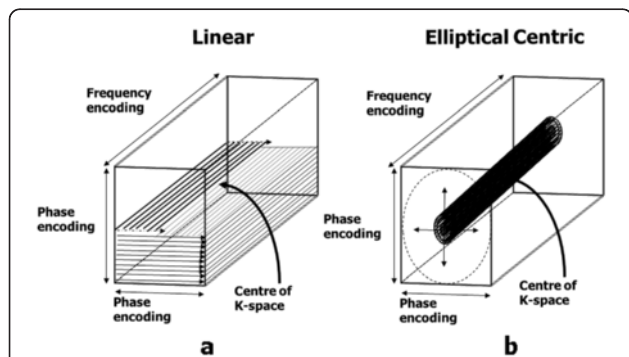 Linear
Frequency
encoding
Phase
encoding
Phase
encoding
Centre of
K-space
a
Elliptical Centric
Frequency
encoding
Phase
encoding
Phase
encoding
Centre of
K-space
b